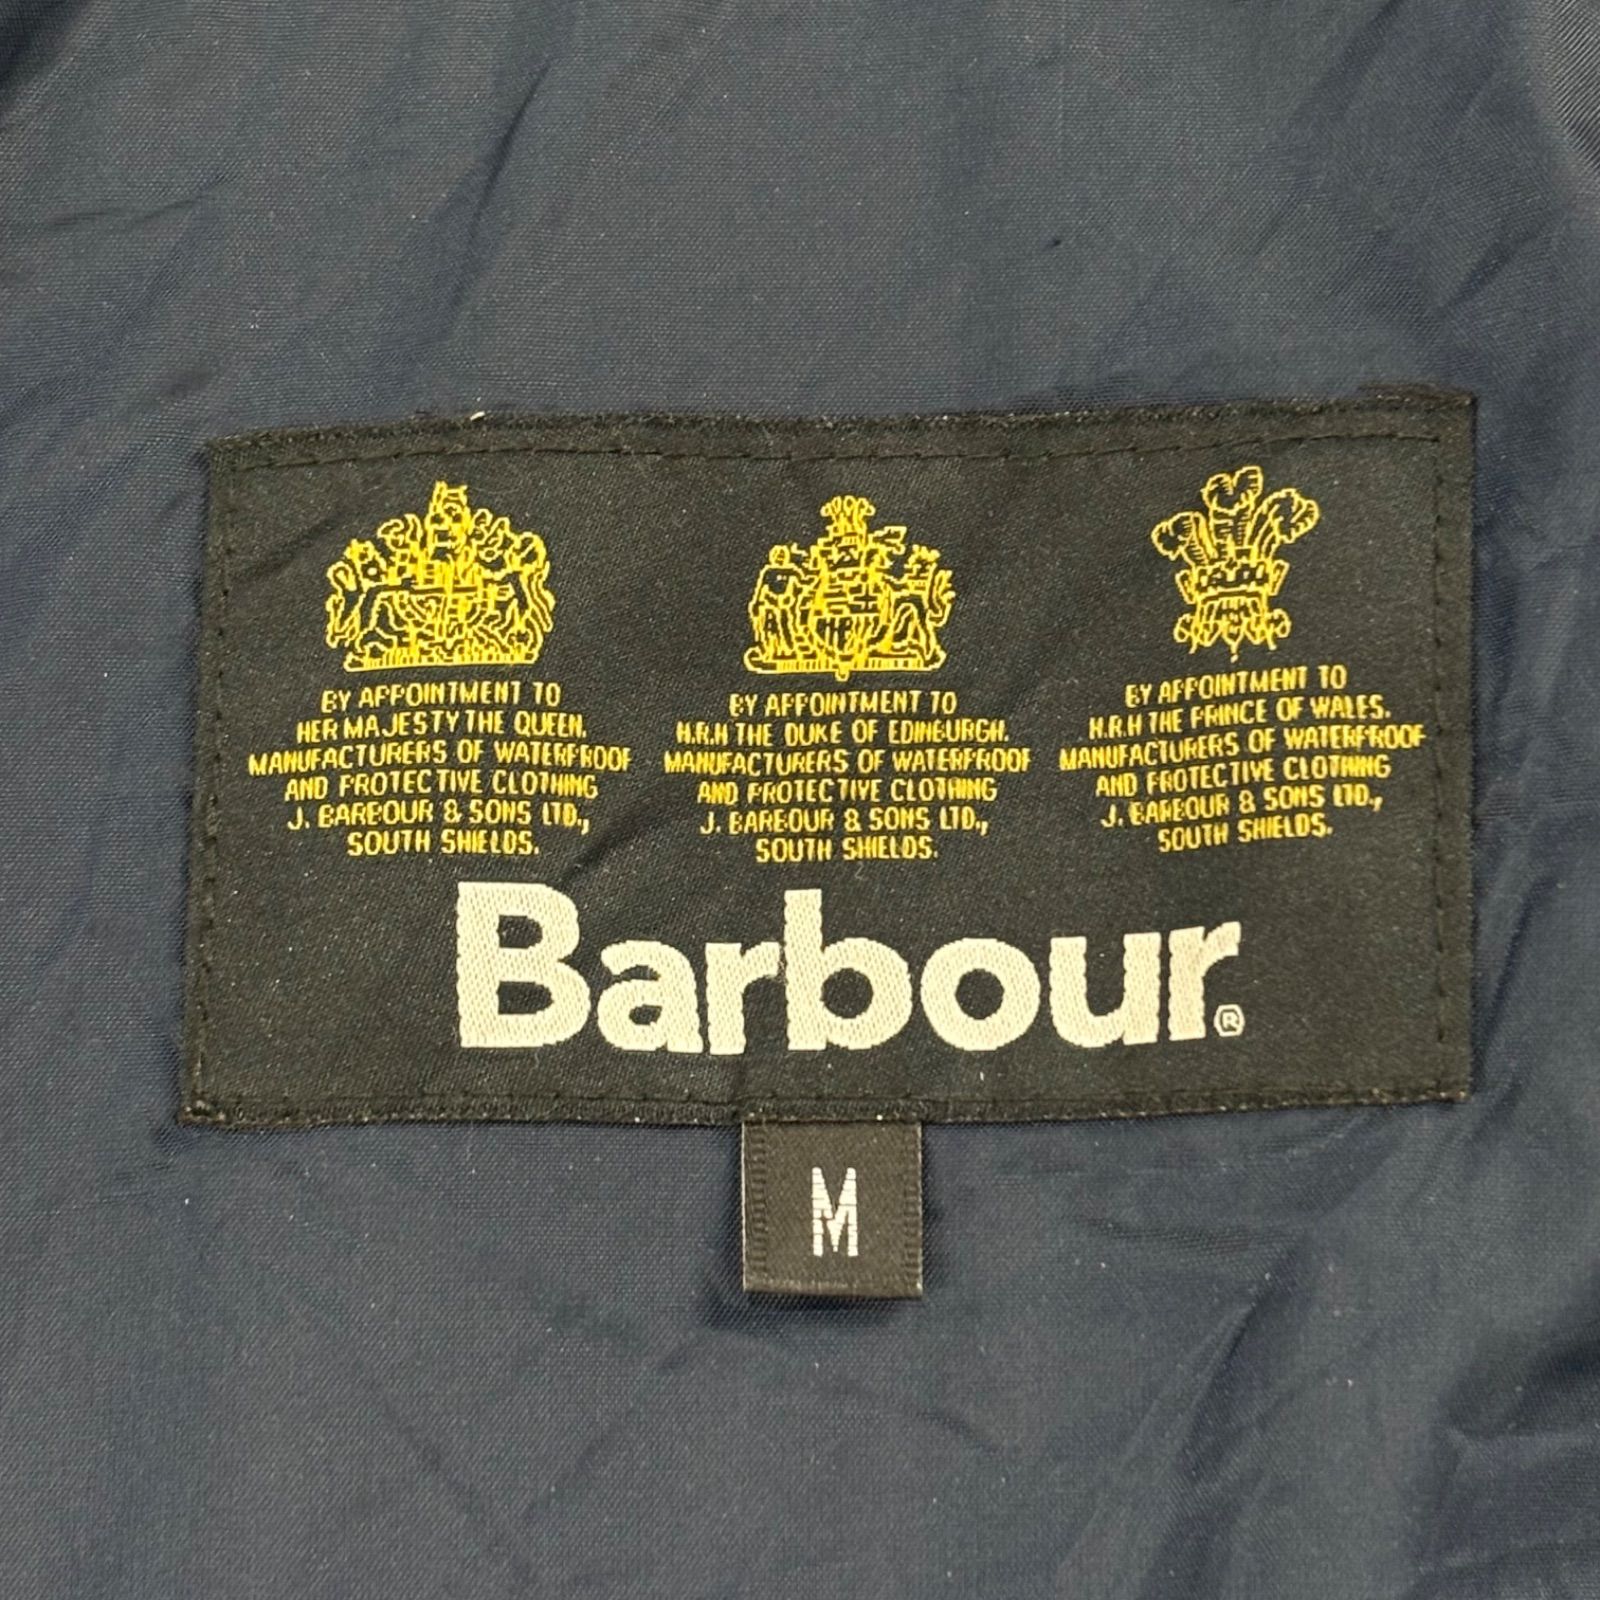 BY APPOINTMENT TO
HER MAJESTY THE QUEEN.
MANUFACTURERS OF WATERPROOF
AND PROTECTIVE CLOTHING
J. BARBOUR & SONS LTD.,
SOUTH SHIELDS.
BY APPOINTMENT TO
H.R.H THE DUKE OF EDINBURGH.
MANUFACTURERS OF WATERPROOF
AND PROTECTIVE CLOTHING
J. BARBOUR & SONS LTD.,
SOUTH SHIELDS.
BY APPOINTMENT TO
H.R.H THE PRINCE OF WALES.
MANUFACTURERS OF WATERPROOF
AND PROTECTIVE CLOTHING
J. BARBOUR & SONS LTD.,
SOUTH SHIELDS.
Barbour®
M